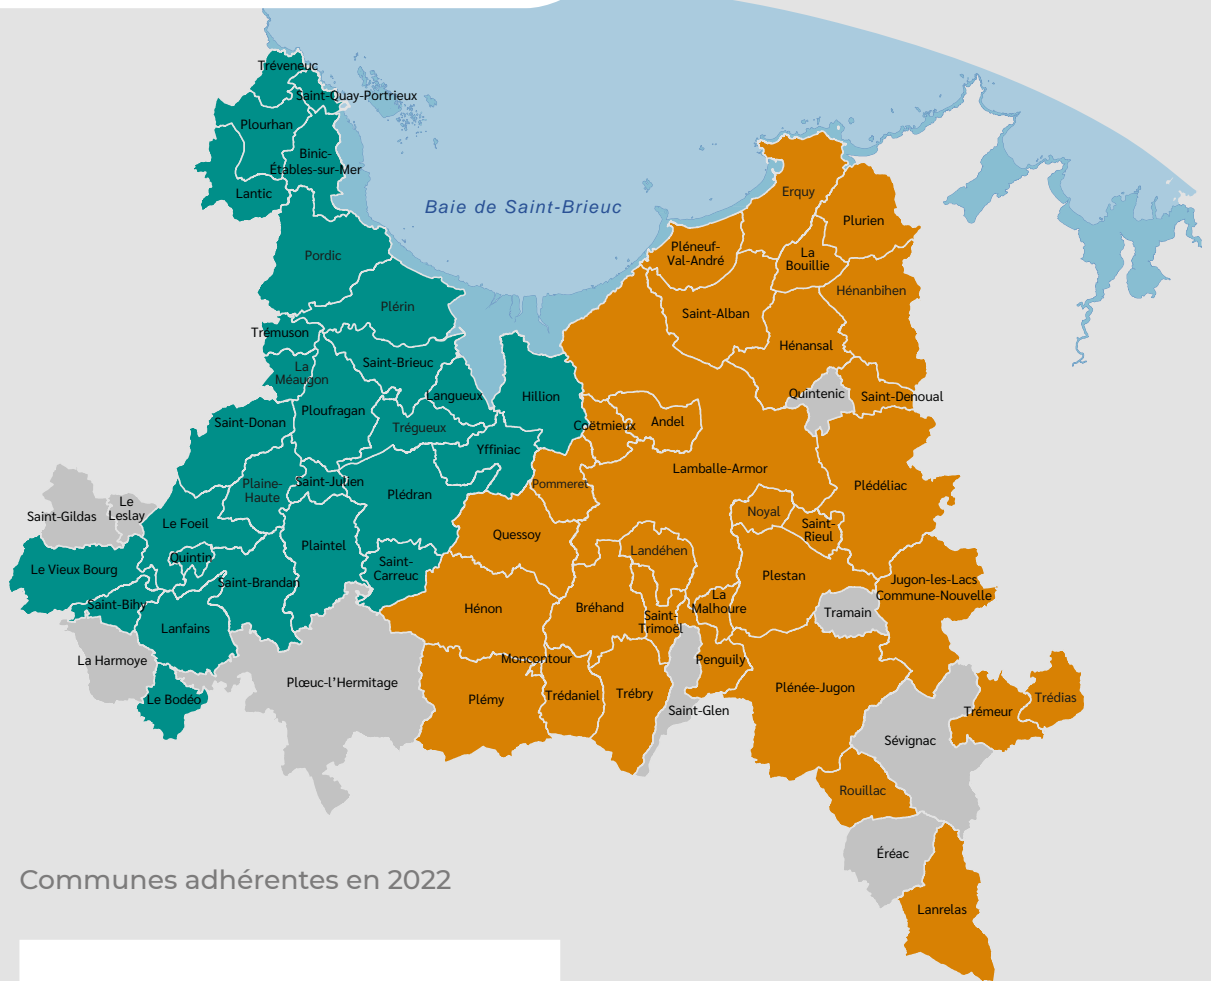 Tréveneuc
Saint-Quay-Portrieux
Plourhan
Binic-
Étables-sur-Mer
Lantic
Baie de Saint-Brieuc
Erquy
Plurien
Pléneuf-
Val-André
La
Bouillie
Pordic
Hénanbihen
Plérin
Saint-Alban
Trémuson
Hénansal
Saint-Brieuc
La
Méaugon
Quintenic
Saint-Denoual
Langueux
Hillion
Ploufragan
Saint-Donan
Trégueux
Coëtmieux
Andel
Yffiniac
Lamballe-Armor
Plaine-
Haute
Saint-Julien
Plédran
Pommeret
Plédéliac
Saint-Gildas
Le
Leslay
Le Foeil
Noyal
Saint-
Rieul
Quessoy
Plaintel
Landéhen
Quintin
Le Vieux Bourg
Saint-
Carreuc
Saint-Brandan
Plestan
Jugon-les-Lacs
Commune-Nouvelle
Saint-Bihy
Hénon
Bréhand
La
Malhoure
Tramain
Saint-
Trimoël
Lanfains
La Harmoye
Moncontour
Penguily
Plœuc-l’Hermitage
Plénée-Jugon
Le Bodéo
Plémy
Trédaniel
Trébry
Saint-Glen
Trémeur
Trédias
Sévignac
Rouillac
Éréac
Lanrelas
Communes adhérentes en 2022